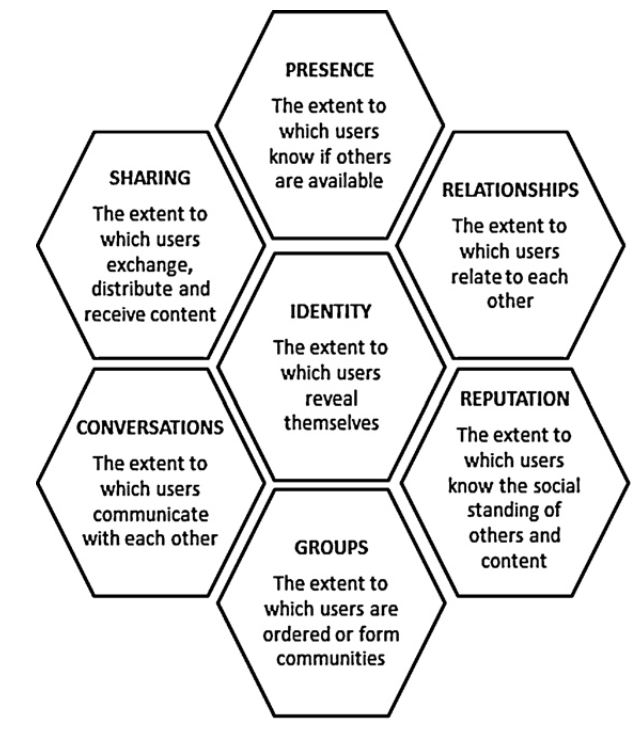 PRESENCE
The extent to
which users
know if others
are available
SHARING
The extent to
which users
exchange,
distribute and
receive content
RELATIONSHIPS
The extent to
which users
relate to each
other
IDENTITY
The extent to
which users
reveal
themselves
CONVERSATIONS
The extent to
which users
communicate
with each other
REPUTATION
The extent to
which users
know the social
standing of
others and
content
GROUPS
The extent to
which users are
ordered or form
communities